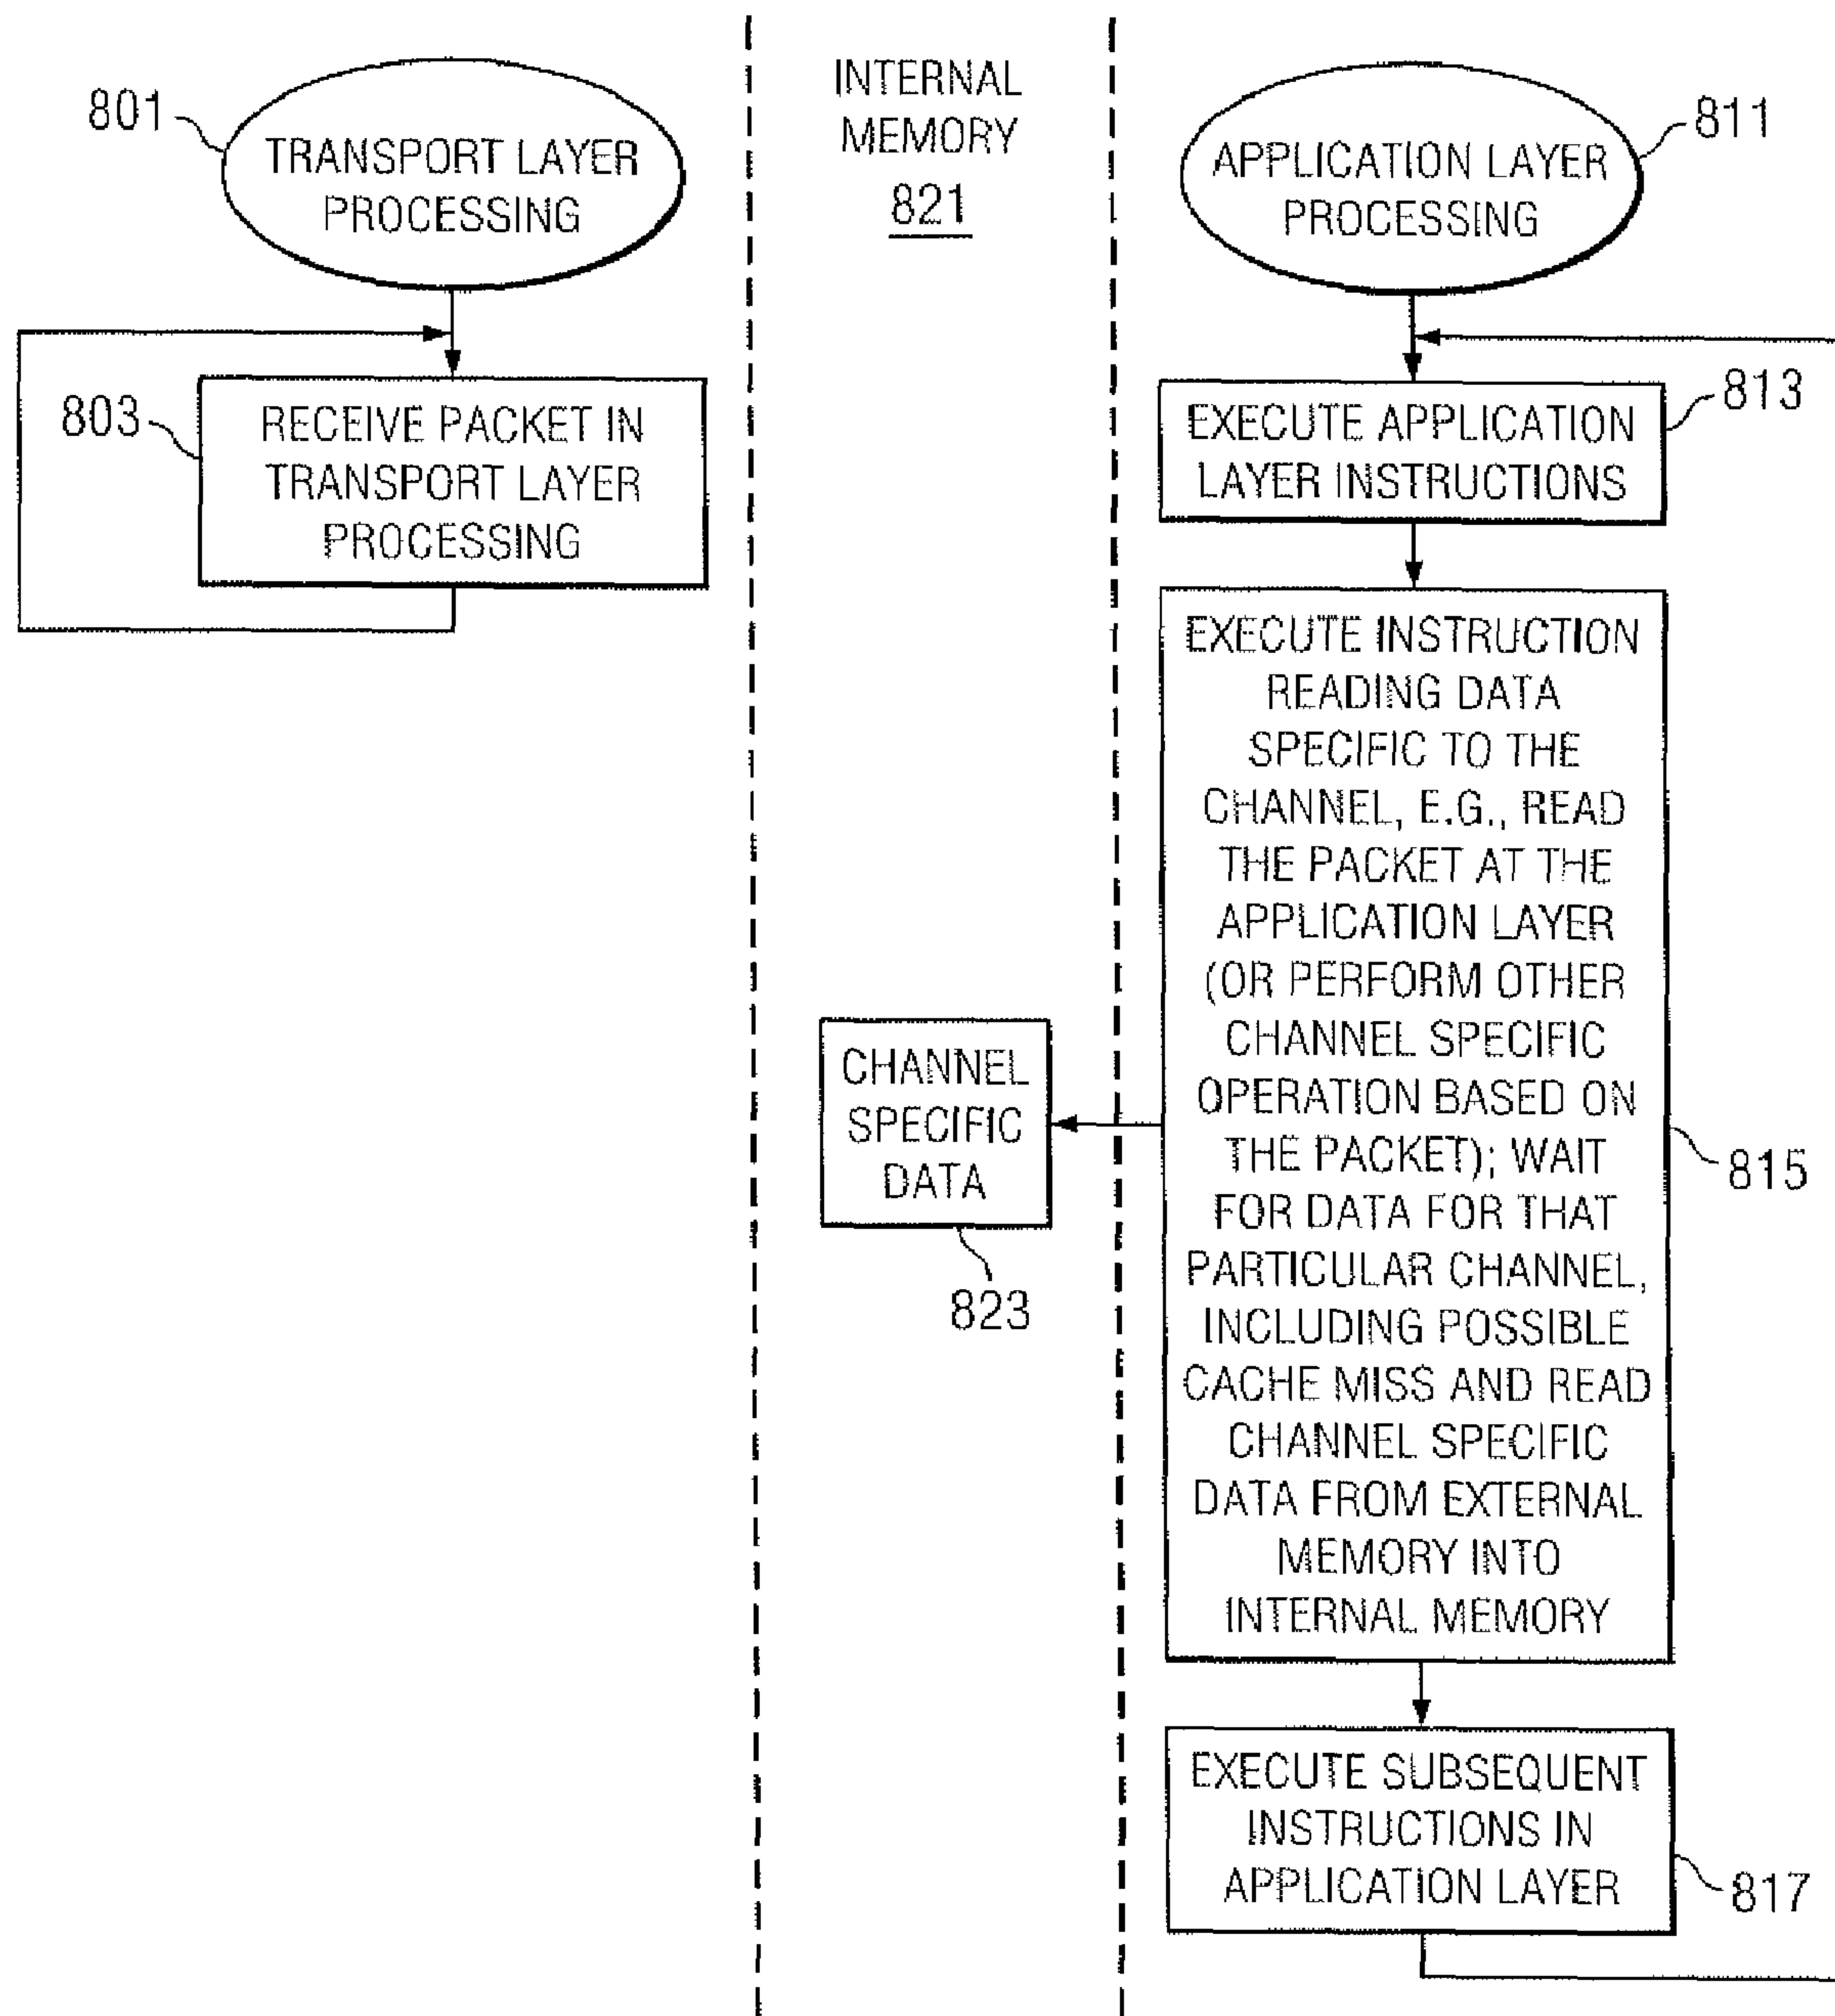 801
TRANSPORT LAYER
PROCESSING
803
RECEIVE PACKET IN
TRANSPORT LAYER
PROCESSING
INTERNAL
MEMORY
821
CHANNEL
SPECIFIC
DATA
823
811
APPLICATION LAYER
PROCESSING
813
EXECUTE APPLICATION
LAYER INSTRUCTIONS
EXECUTE INSTRUCTION
READING DATA
SPECIFIC TO THE
CHANNEL, E.G., READ
THE PACKET AT THE
APPLICATION LAYER
(OR PERFORM OTHER
CHANNEL SPECIFIC
OPERATION BASED ON
THE PACKET); WAIT
FOR DATA FOR THAT
PARTICULAR CHANNEL,
INCLUDING POSSIBLE
CACHE MISS AND READ
CHANNEL SPECIFIC
DATA FROM EXTERNAL
MEMORY INTO
INTERNAL MEMORY
815
EXECUTE SUBSEQUENT
INSTRUCTIONS IN
APPLICATION LAYER
817